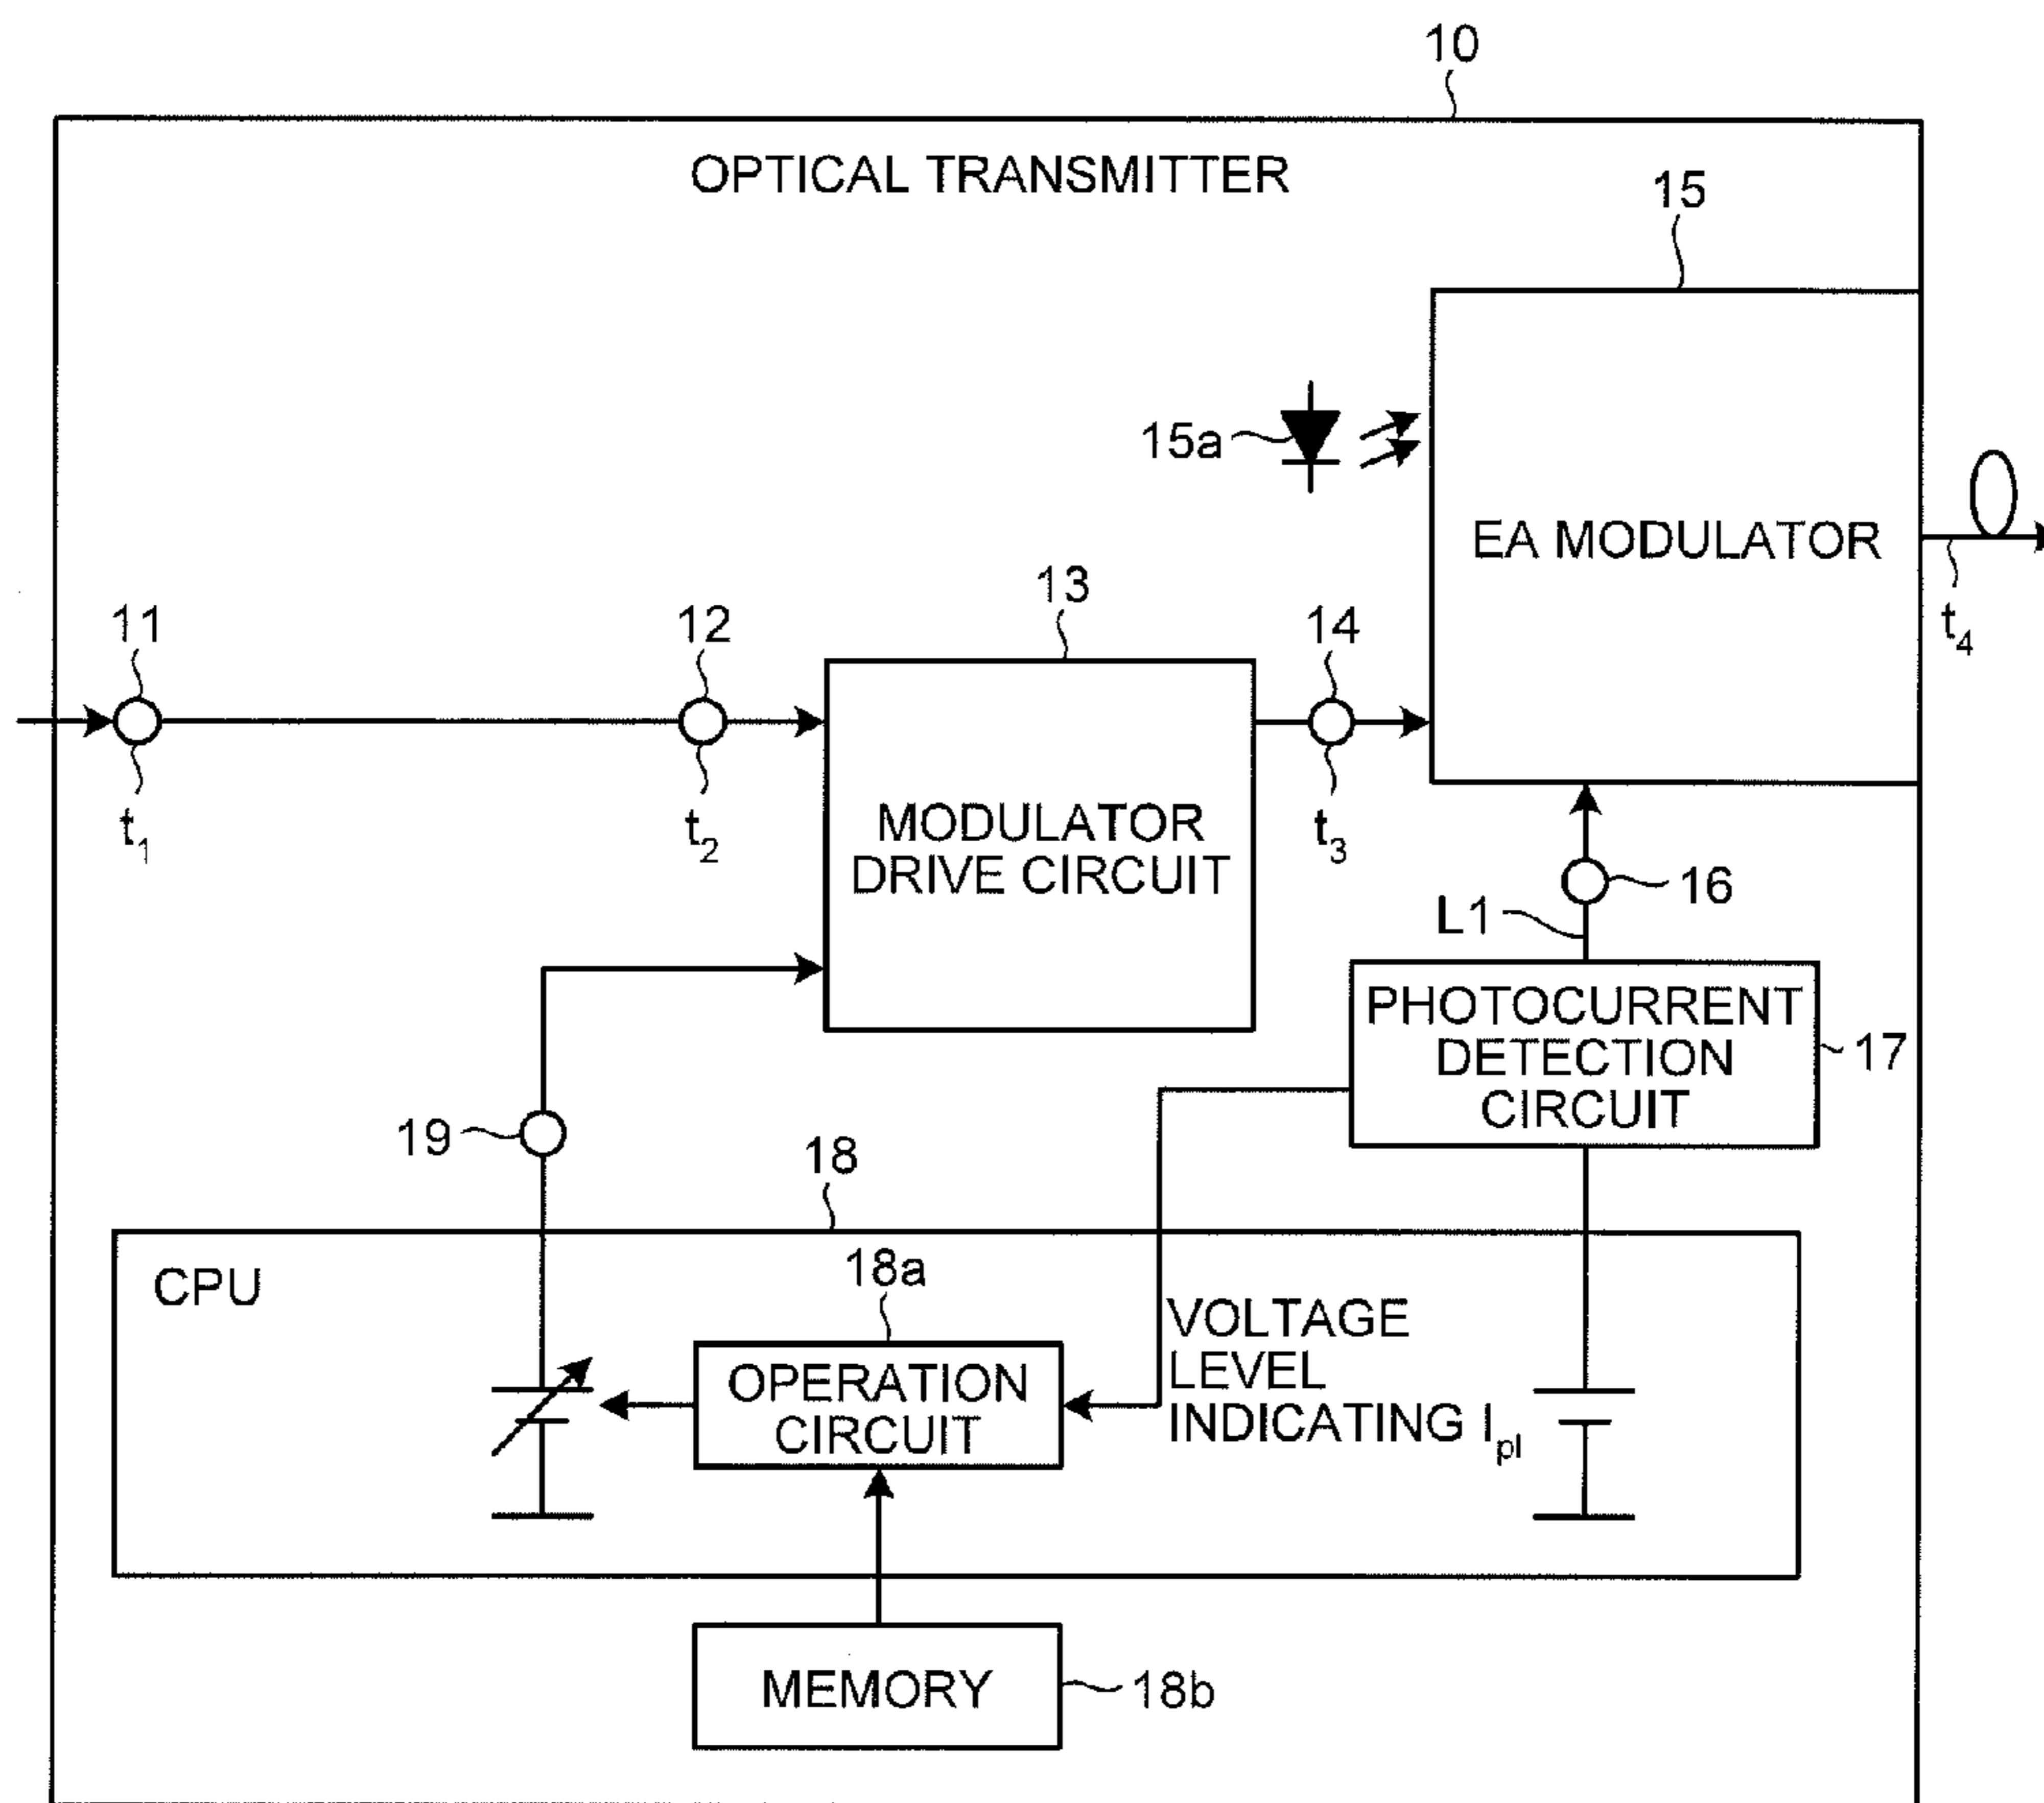 10
OPTICAL TRANSMITTER
15
15a
EA MODULATOR
t4
11
12
13
14
t1
t2
t3
MODULATOR
DRIVE CIRCUIT
16
L1
PHOTOCURRENT
DETECTION
CIRCUIT
17
19
18
CPU
18a
OPERATION
CIRCUIT
VOLTAGE
LEVEL
INDICATING Ipl
MEMORY
18b